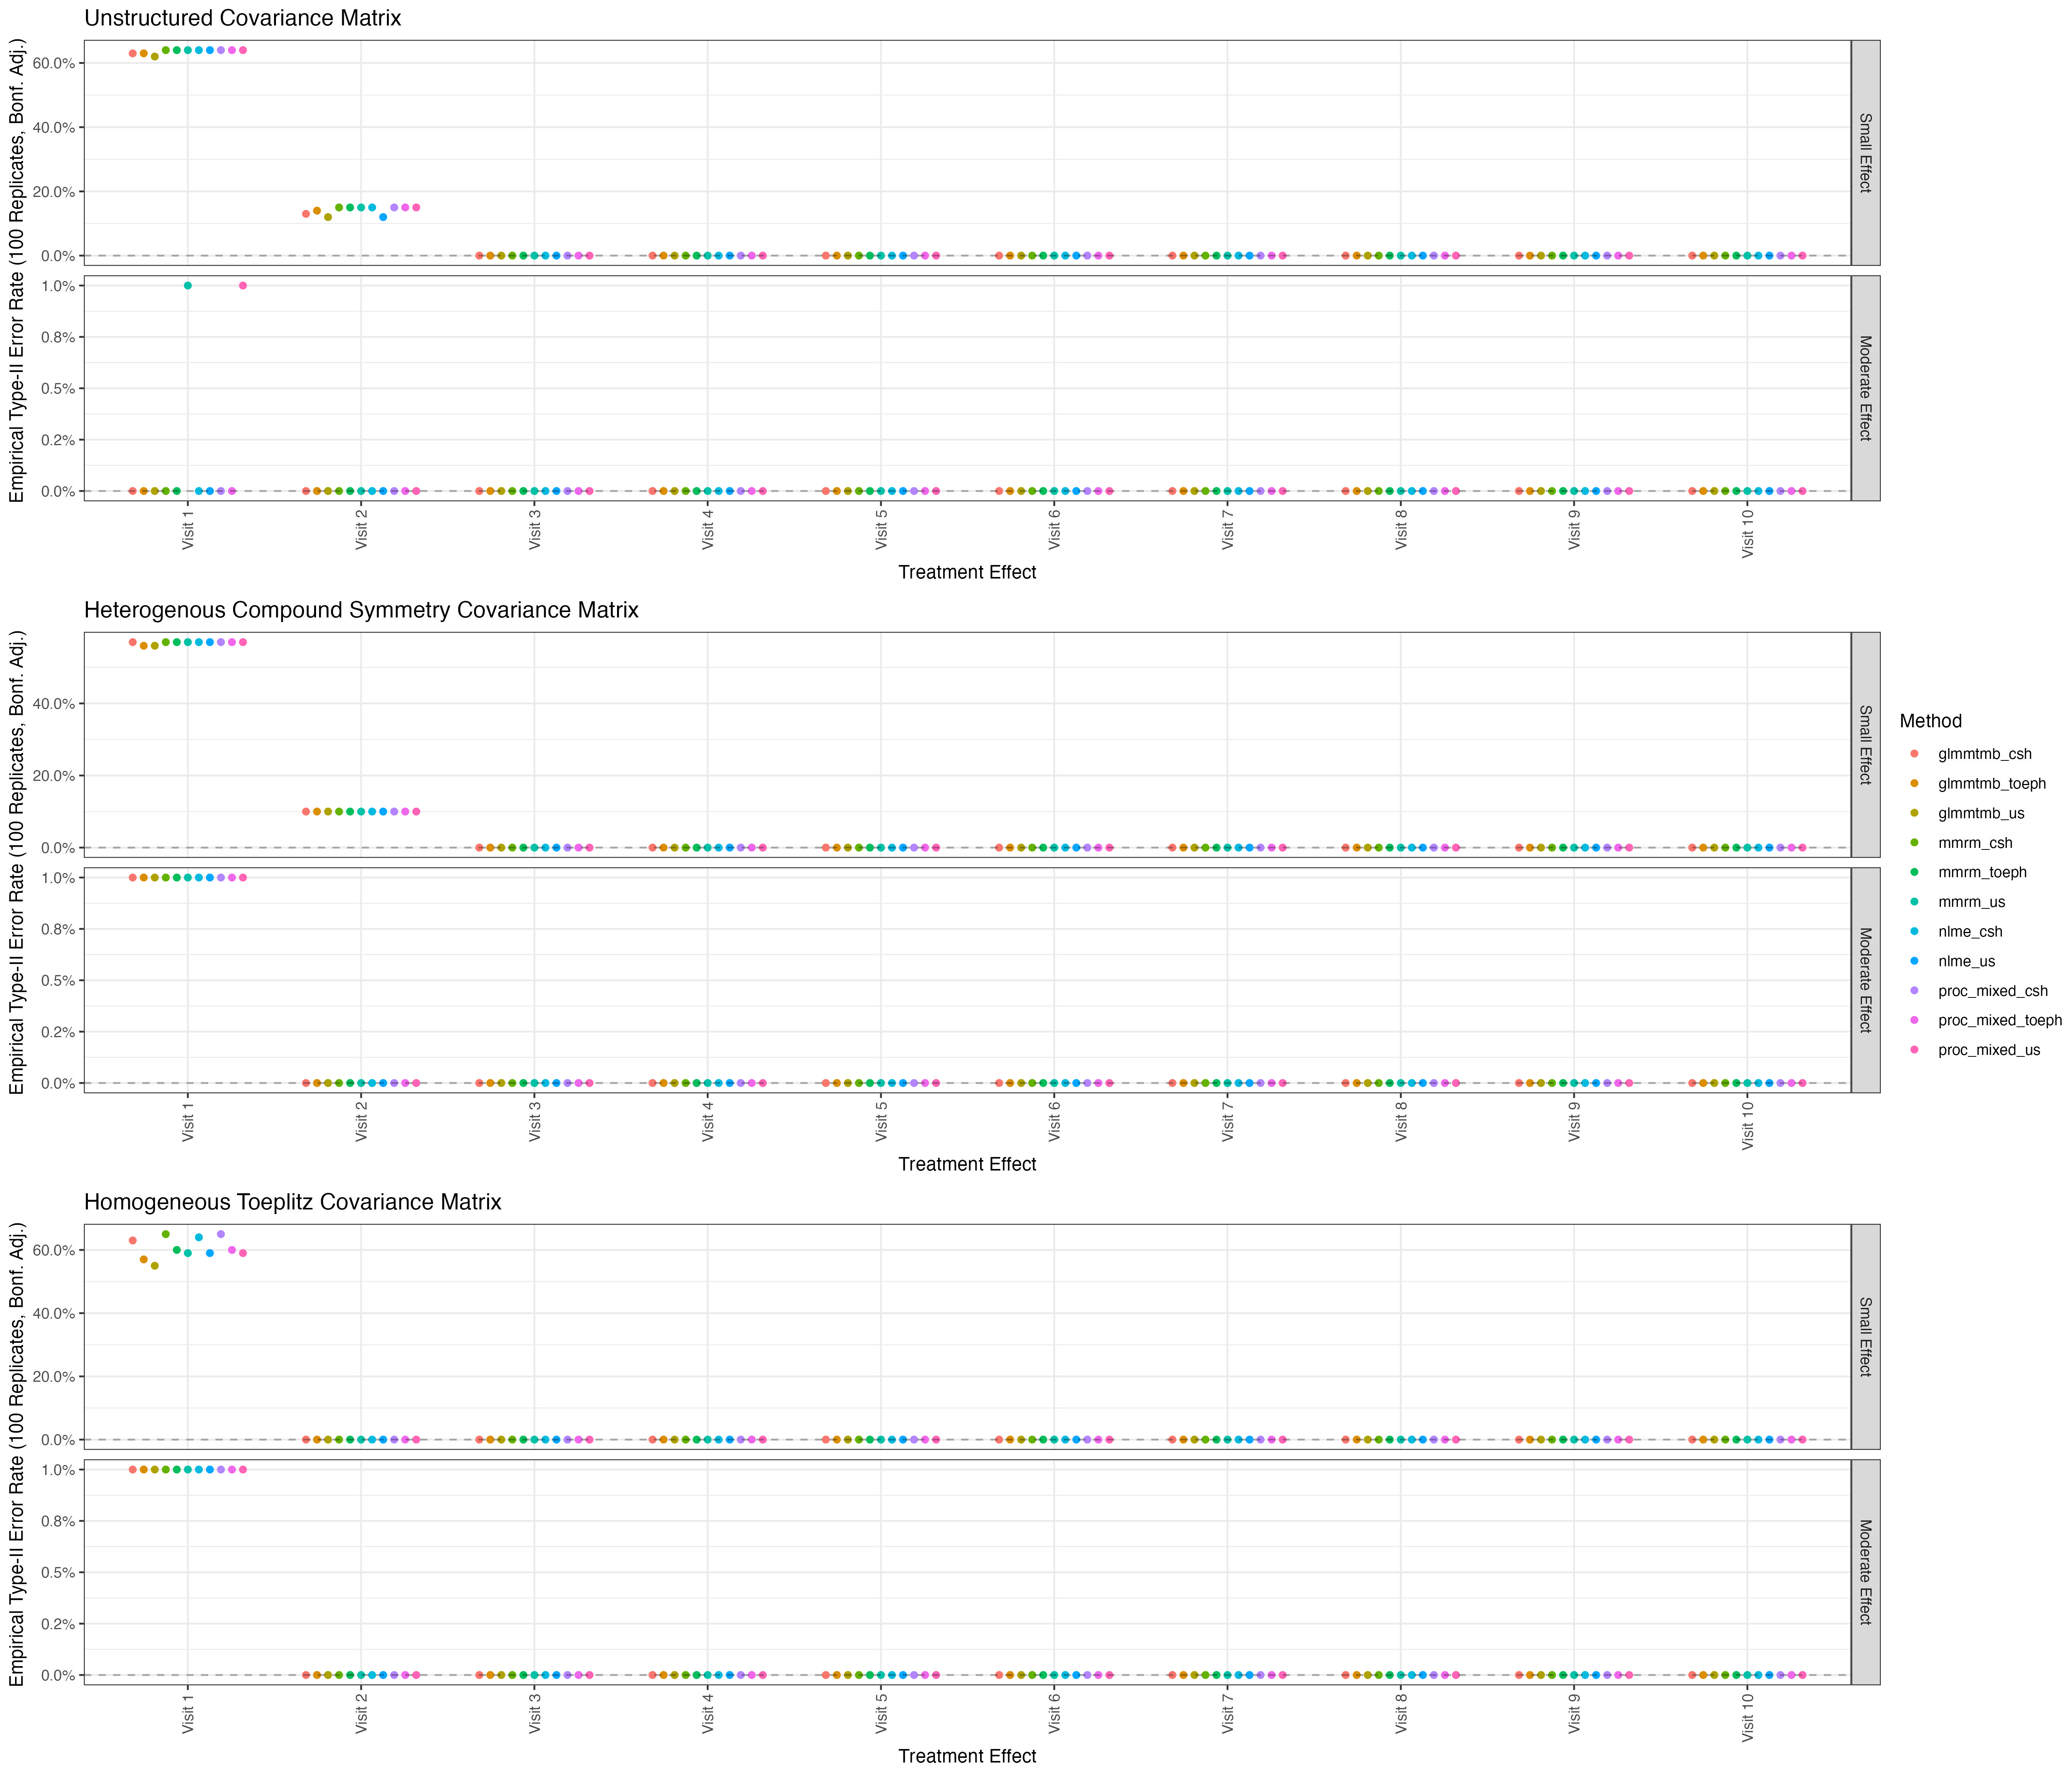 Unstructured Covariance Matrix
Empirical Type-II Error Rate (100 Replicates, Bonf. Adj.)
60.0%
40.0%
20.0%
0.0%
Small Effect
1.0%
0.8%
0.5%
0.2%
0.0%
Moderate Effect
Visit 1
Visit 2
Visit 3
Visit 4
Visit 5
Visit 6
Visit 7
Visit 8
Visit 9
Visit 10
Treatment Effect
Heterogenous Compound Symmetry Covariance Matrix
Empirical Type-II Error Rate (100 Replicates, Bonf. Adj.)
40.0%
20.0%
0.0%
Small Effect
1.0%
0.8%
0.5%
0.2%
0.0%
Moderate Effect
Visit 1
Visit 2
Visit 3
Visit 4
Visit 5
Visit 6
Visit 7
Visit 8
Visit 9
Visit 10
Treatment Effect
Homogeneous Toeplitz Covariance Matrix
Empirical Type-II Error Rate (100 Replicates, Bonf. Adj.)
60.0%
40.0%
20.0%
0.0%
Small Effect
1.0%
0.8%
0.5%
0.2%
0.0%
Moderate Effect
Visit 1
Visit 2
Visit 3
Visit 4
Visit 5
Visit 6
Visit 7
Visit 8
Visit 9
Visit 10
Treatment Effect
Method
glmmtmb_csh
glmmtmb_toeph
glmmtmb_us
mmrm_csh
mmrm_toeph
mmrm_us
nlme_csh
nlme_us
proc_mixed_csh
proc_mixed_toeph
proc_mixed_us